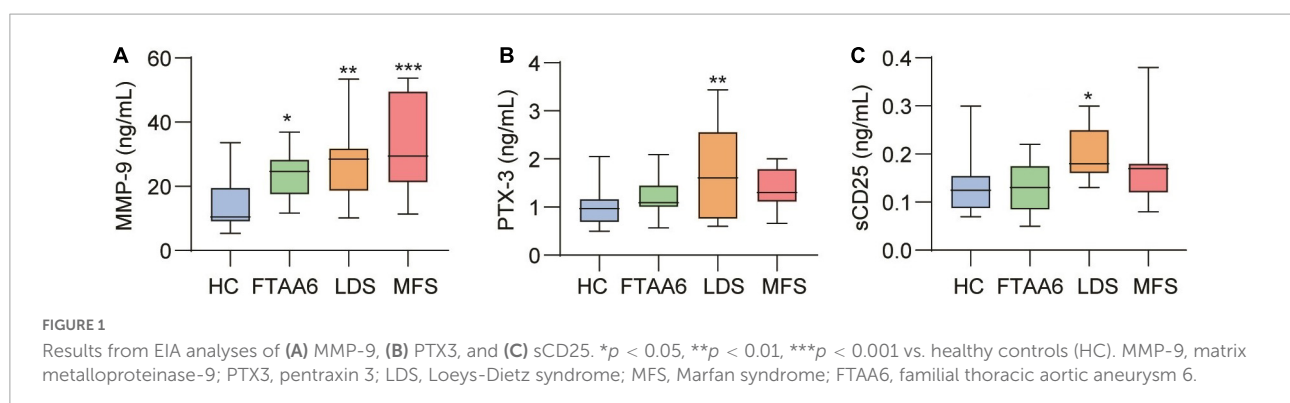 A
MMP-9 (ng/mL)
60
40
20
0
*
**
***
HC FTAA6 LDS MFS
B
PTX-3 (ng/mL)
4
3
2
1
0
**
HC FTAA6 LDS MFS
C
sCD25 (ng/mL)
0.4
0.3
0.2
0.1
0.0
*
HC FTAA6 LDS MFS
FIGURE 1
Results from EIA analyses of (A) MMP-9, (B) PTX3, and (C) sCD25. *p < 0.05, **p < 0.01, ***p < 0.001 vs. healthy controls (HC). MMP-9, matrix
metalloproteinase-9; PTX3, pentraxin 3; LDS, Loeys-Dietz syndrome; MFS, Marfan syndrome; FTAA6, familial thoracic aortic aneurysm 6.